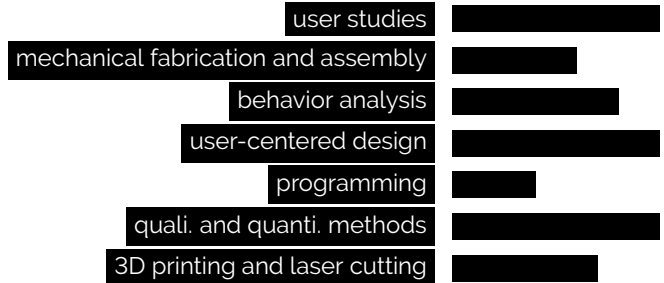 user studies
mechanical fabrication and assembly
behavior analysis
user-centered design
programming
quali. and quanti. methods
3D printing and laser cutting